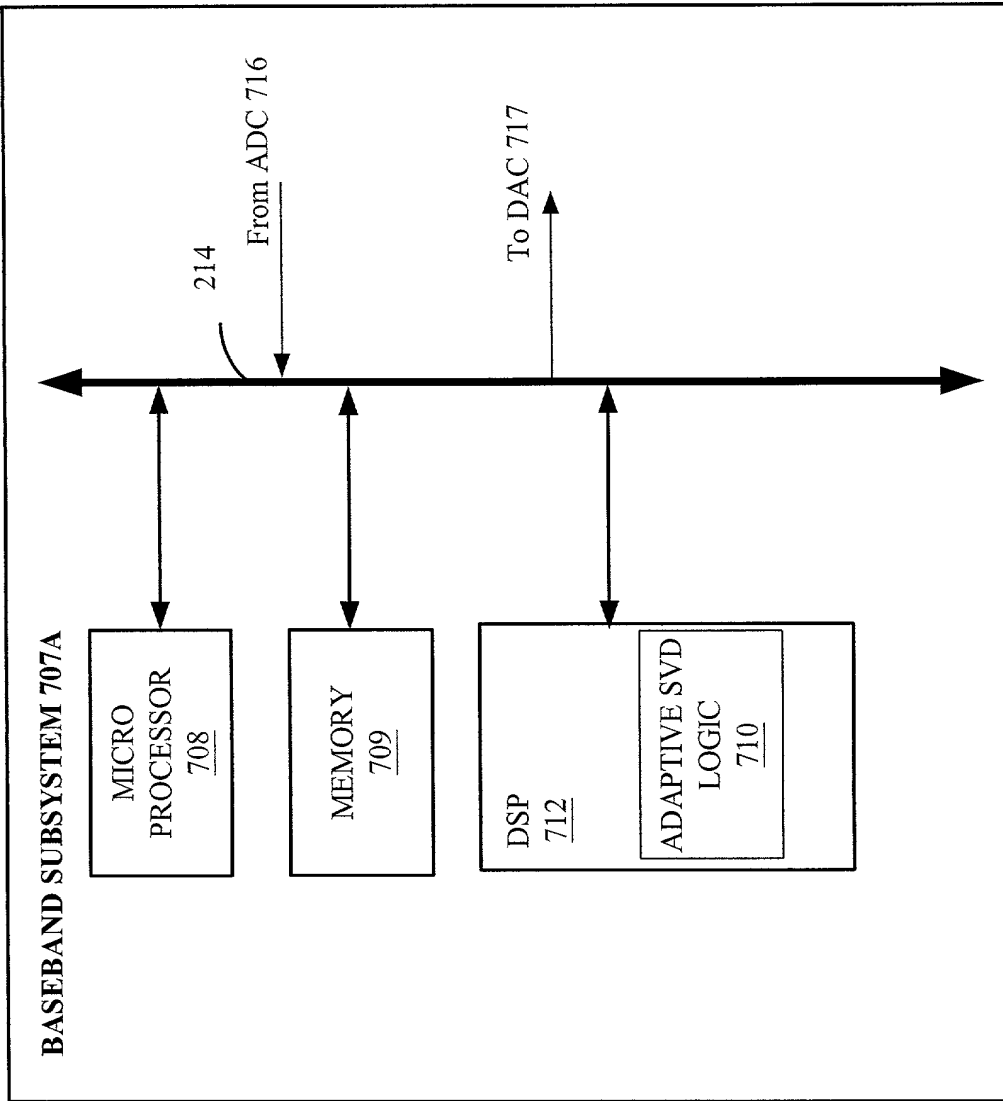 BASEBAND SUBSYSTEM 707A
MICRO
PROCESSOR
708
MEMORY
709
DSP
712
ADAPTIVE SVD
LOGIC
710
214
From ADC 716
To DAC 717